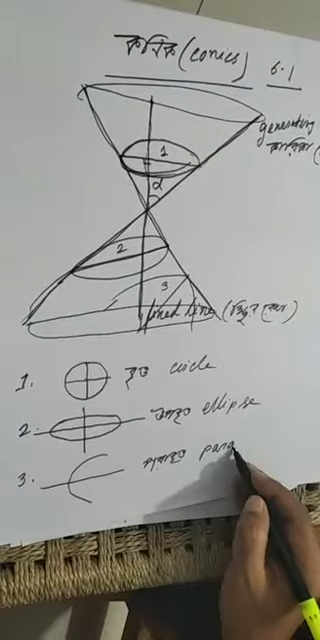 কনিক (conics) 6.1
generating
1
α
2
3
fixed line
1. বৃত্ত circle
2. উপবৃত্ত ellipse
3. পরাবৃত্ত para